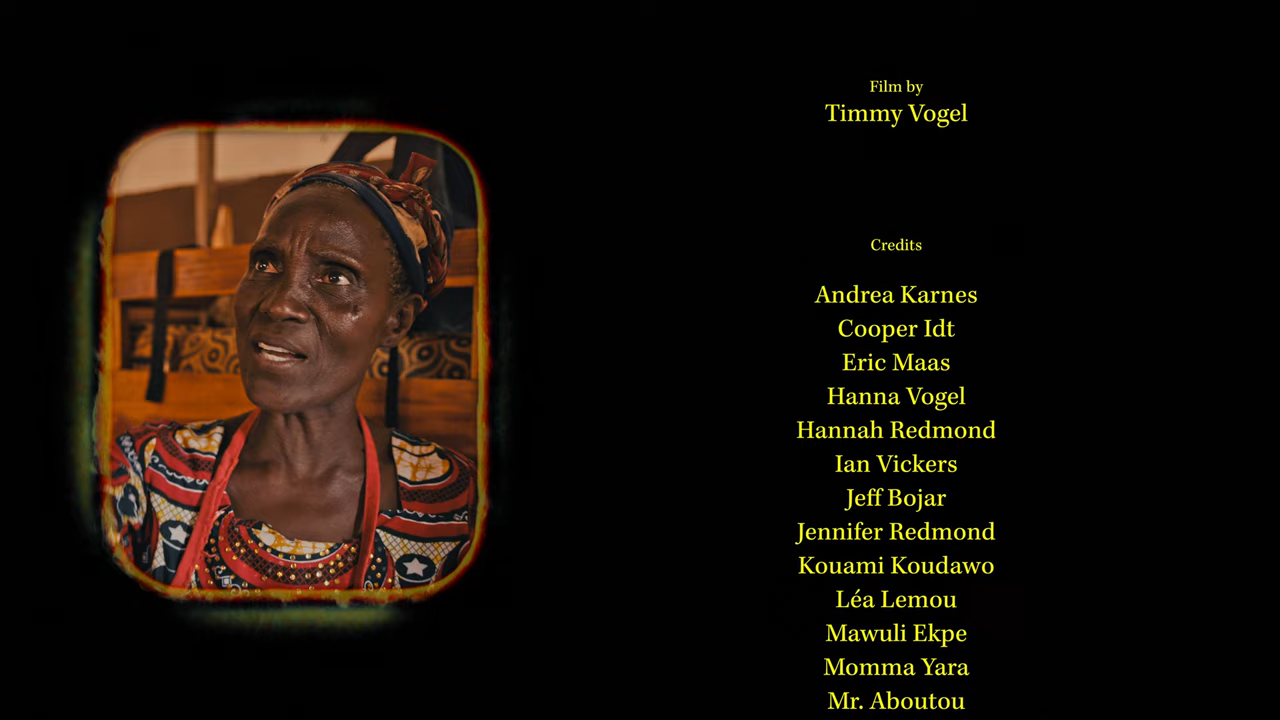 Film by
Timmy Vogel
Credits
Andrea Karnes
Cooper Idt
Eric Maas
Hanna Vogel
Hannah Redmond
Ian Vickers
Jeff Bojar
Jennifer Redmond
Kouami Koudawo
Léa Lemou
Mawuli Ekpe
Momma Yara
Mr. Aboutou